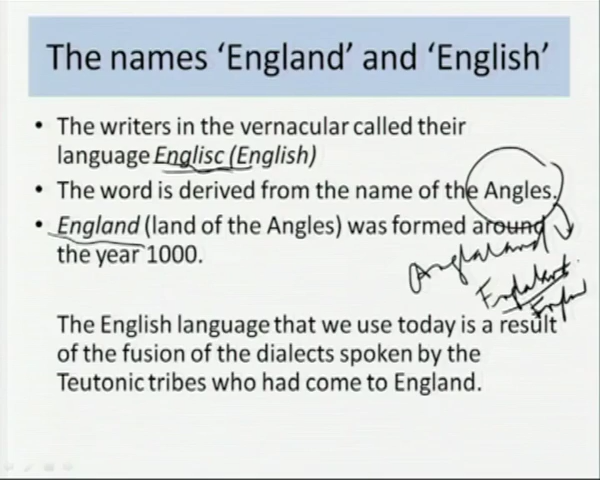 The names ‘England’ and ‘English’
• The writers in the vernacular called their
language Englisc (English)
• The word is derived from the name of the Angles.
• England (land of the Angles) was formed around
the year 1000.
Anglaland
The English language that we use today is a result
of the fusion of the dialects spoken by the
Teutonic tribes who had come to England.